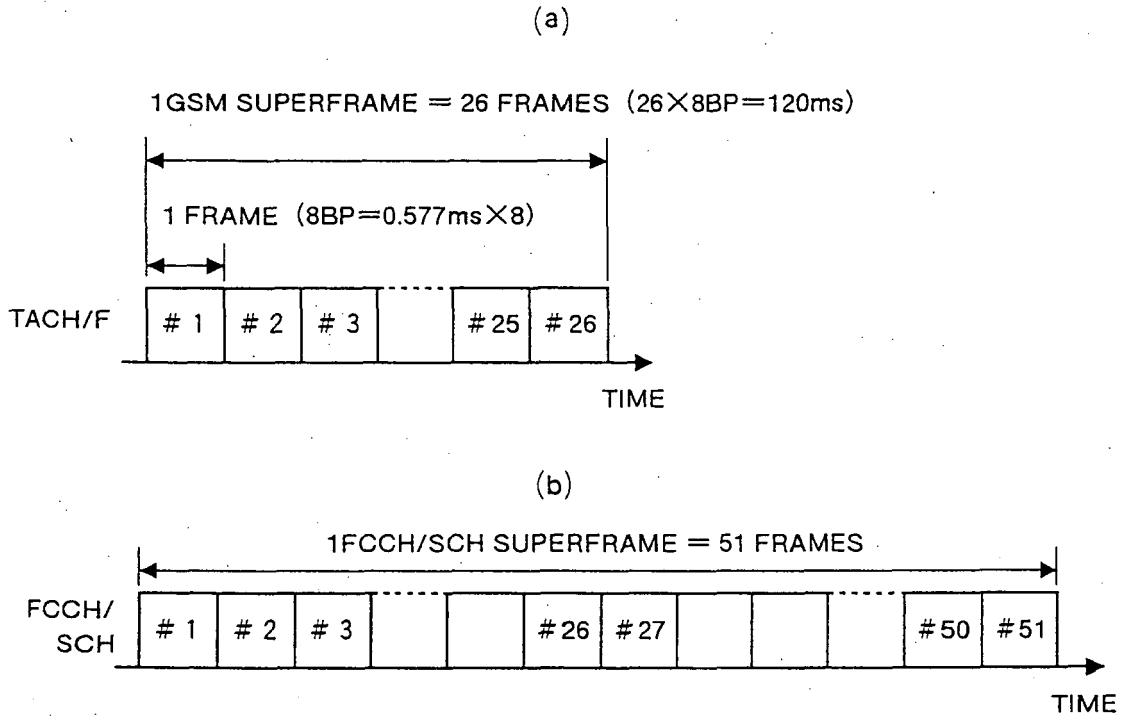 (a)
1GSM SUPERFRAME = 26 FRAMES (26×8BP=120ms)
1 FRAME (8BP=0.577ms×8)
TACH/F
# 1 # 2 # 3 #25 #26
TIME
(b)
1FCCH/SCH SUPERFRAME = 51 FRAMES
FCCH/
SCH
# 1 # 2 # 3 #26 #27 #50 #51
TIME